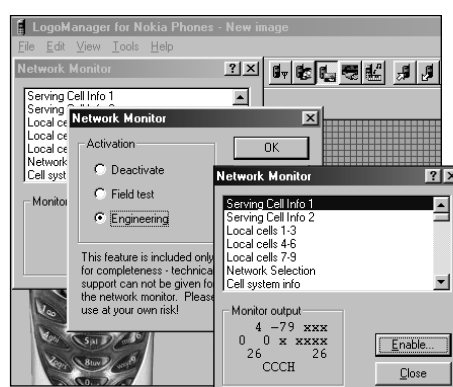 LogoManager for Nokia Phones - New image
File Edit View Tools Help
Network Monitor
Serving Cell Info 1
Serving
Local ce
Local ce
Local ce
Network
Cell syst
Monitor
Network Monitor
Activation
Deactivate
Field test
Engineering
OK
This feature is included only
for completeness - technica
support can not be given fo
the network monitor. Please
use at your own risk!
Network Monitor
Serving Cell Info 1
Serving Cell Info 2
Local cells 1-3
Local cells 4-6
Local cells 7-9
Network Selection
Cell system info
Monitor output
4 -79 xxx
0 0 x xxxx
26 26
CCCH
Enable...
Close
5jkl
8tuv